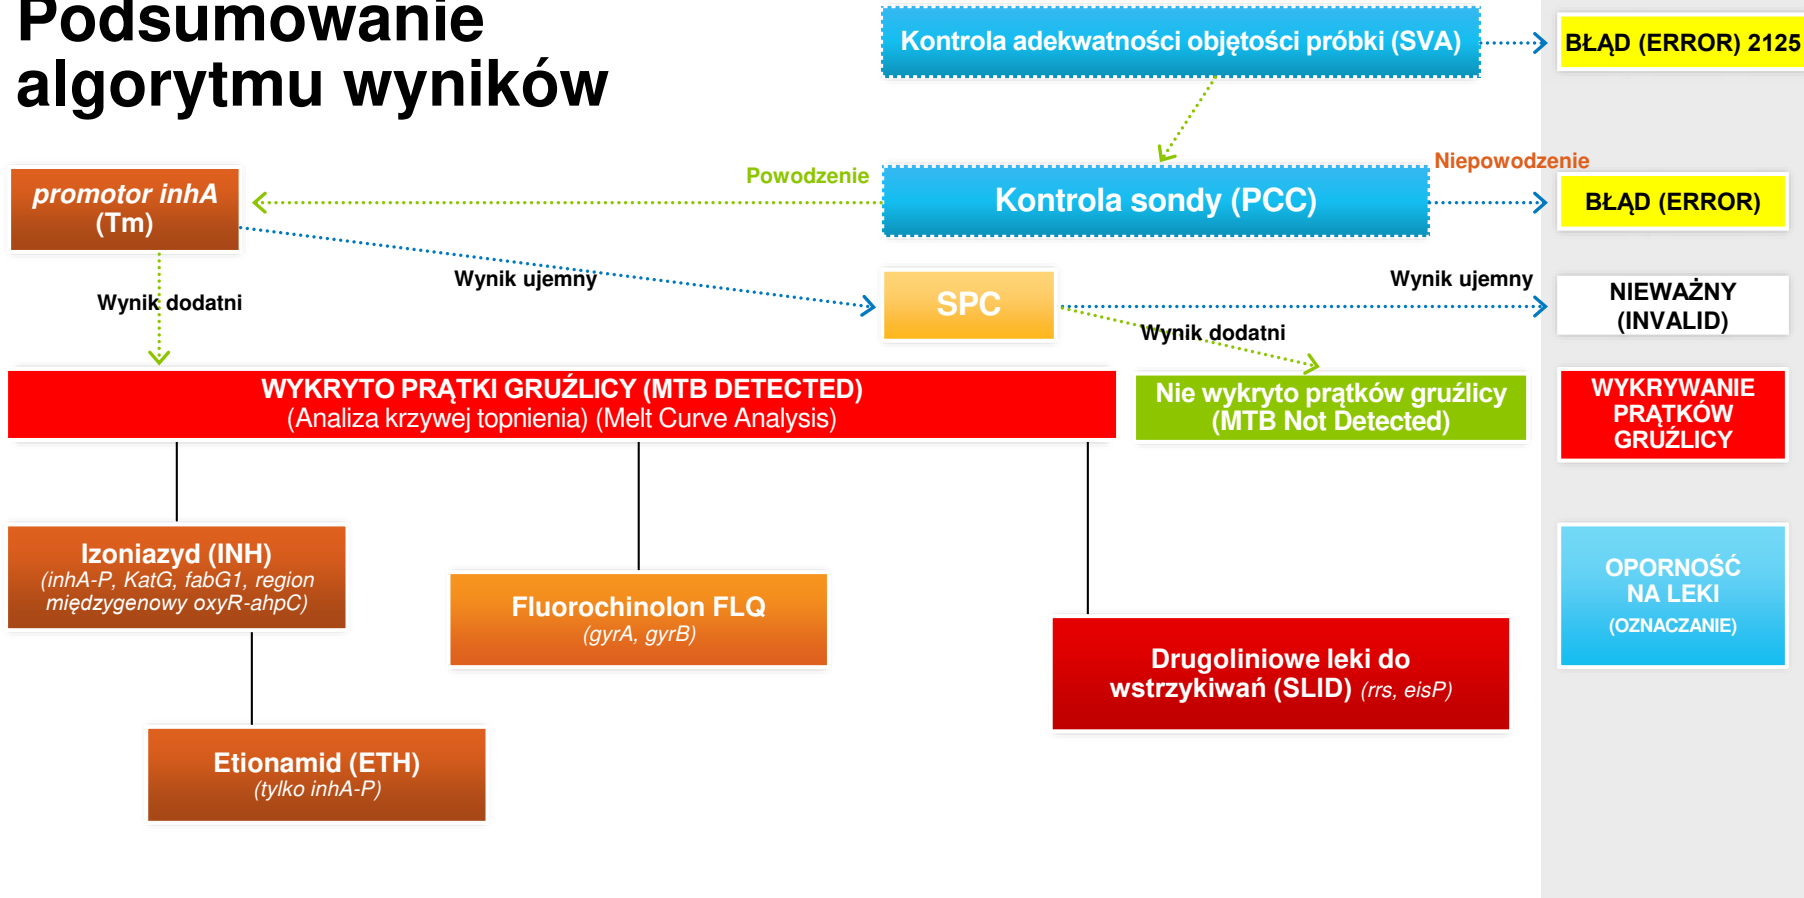 Podsumowanie
algorytmu wyników
Kontrola adekwatności objętości próbki (SVA)
BŁĄD (ERROR) 2125
Powodzenie
Niepowodzenie
promotor inhA
(Tm)
Kontrola sondy (PCC)
BŁĄD (ERROR)
Wynik dodatni
Wynik ujemny
SPC
Wynik ujemny
Wynik dodatni
NIEWAŻNY
(INVALID)
WYKRYTO PRĄTKI GRUŹLICY (MTB DETECTED)
(Analiza krzywej topnienia) (Melt Curve Analysis)
Nie wykryto prątków gruźlicy
(MTB Not Detected)
WYKRYWANIE
PRĄTKÓW
GRUŹLICY
Izoniazyd (INH)
(inhA-P, KatG, fabG1, region
międzygenowy oxyR-ahpC)
Fluorochinolon FLQ
(gyrA, gyrB)
Drugoliniowe leki do
wstrzykiwań (SLID) (rrs, eisP)
OPORNOŚĆ
NA LEKI
(OZNACZANIE)
Etionamid (ETH)
(tylko inhA-P)